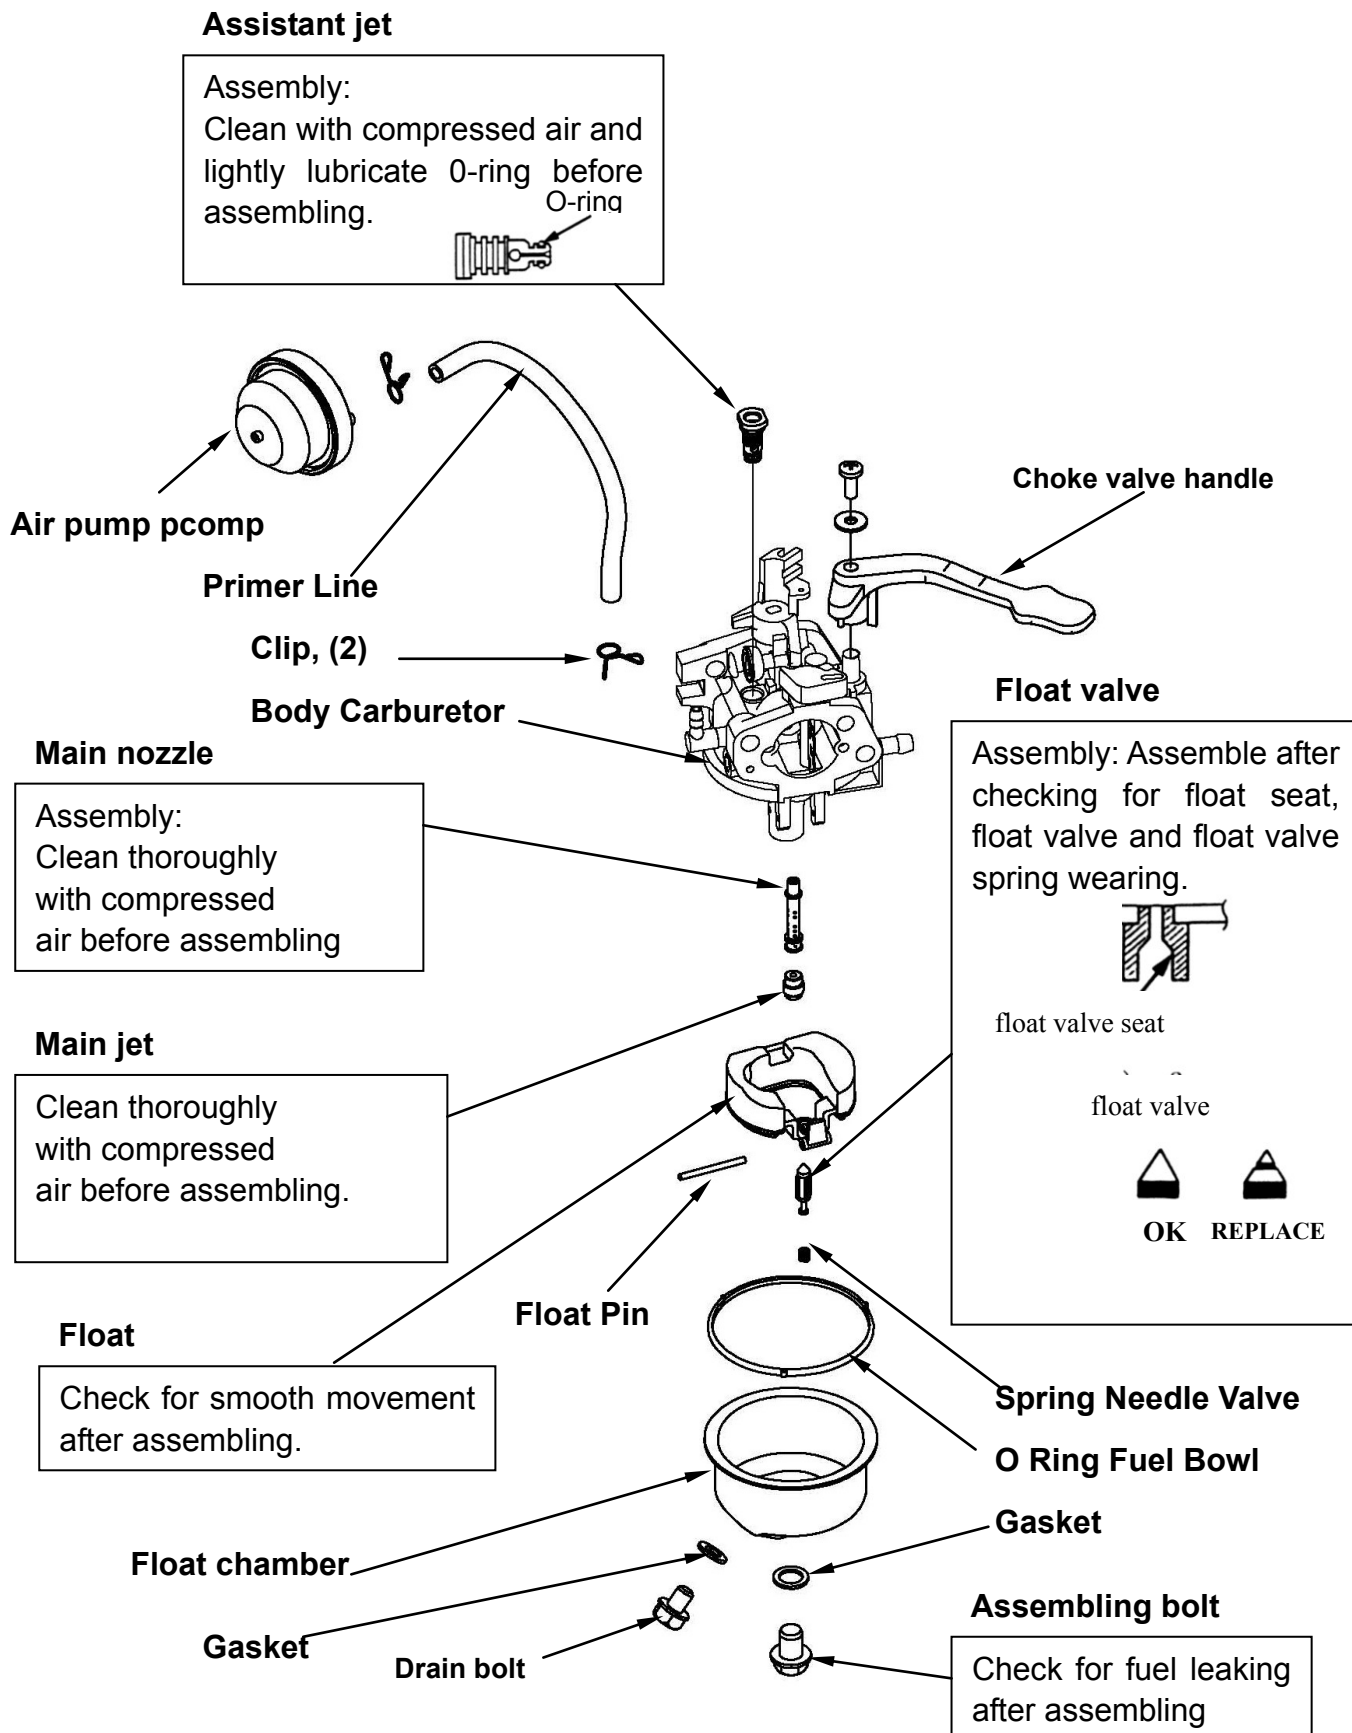 Assistant jet
Assembly:
Clean with compressed air and
lightly lubricate 0-ring before
assembling.
O-ring
Choke valve handle
Air pump pcomp
Primer Line
Clip, (2)
Body Carburetor
Float valve
Assembly: Assemble after
checking for float seat,
float valve and float valve
spring wearing.
float valve seat
float valve
OK REPLACE
Main nozzle
Assembly:
Clean thoroughly
with compressed
air before assembling
Main jet
Clean thoroughly
with compressed
air before assembling.
Float Pin
Float
Check for smooth movement
after assembling.
Spring Needle Valve
O Ring Fuel Bowl
Gasket
Float chamber
Gasket
Drain bolt
Assembling bolt
Check for fuel leaking
after assembling